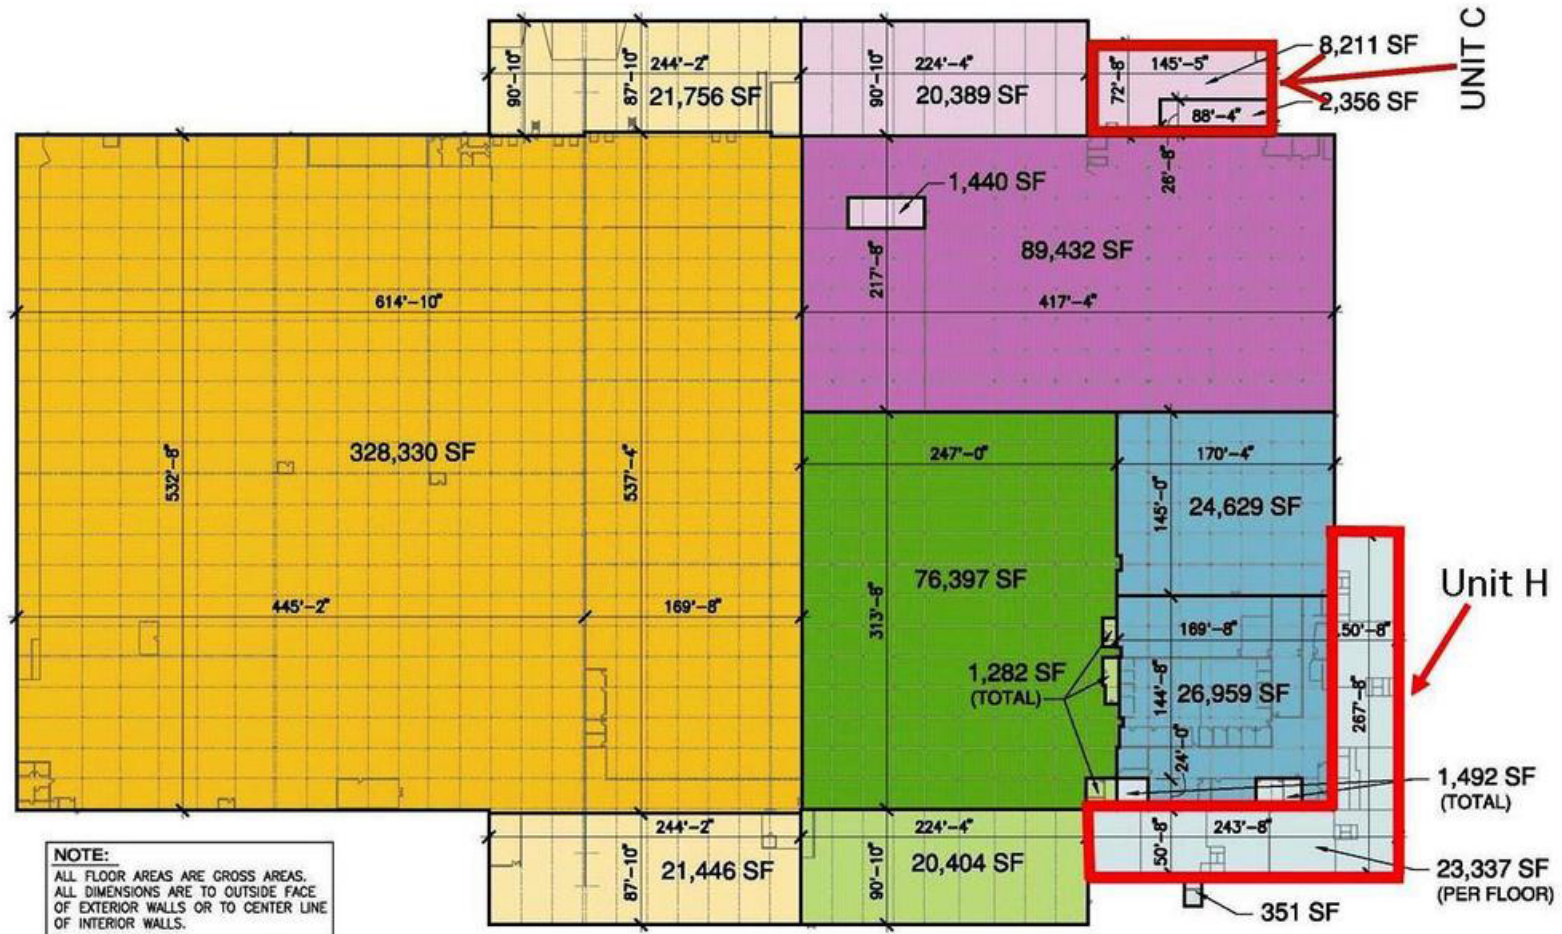 UNIT C
90'-10"
87'-10"
244'-2"
21,756 SF
90'-10"
224'-4"
20,389 SF
72'-8"
145'-5"
8,211 SF
88'-4"
2,356 SF
26'-8"
1,440 SF
217'-8"
89,432 SF
417'-4"
614'-10"
532'-8"
328,330 SF
537'-4"
445'-2"
169'-8"
247'-0"
170'-4"
145'-0"
24,629 SF
76,397 SF
313'-8"
Unit H
169'-8"
50'-8"
1,282 SF
(TOTAL)
144'-8"
26,959 SF
267'-8"
24'-0"
1,492 SF
(TOTAL)
244'-2"
21,446 SF
87'-10"
224'-4"
20,404 SF
90'-10"
50'-8"
243'-8"
23,337 SF
(PER FLOOR)
351 SF
NOTE:
ALL FLOOR AREAS ARE GROSS AREAS.
ALL DIMENSIONS ARE TO OUTSIDE FACE
OF EXTERIOR WALLS OR TO CENTER LINE
OF INTERIOR WALLS.